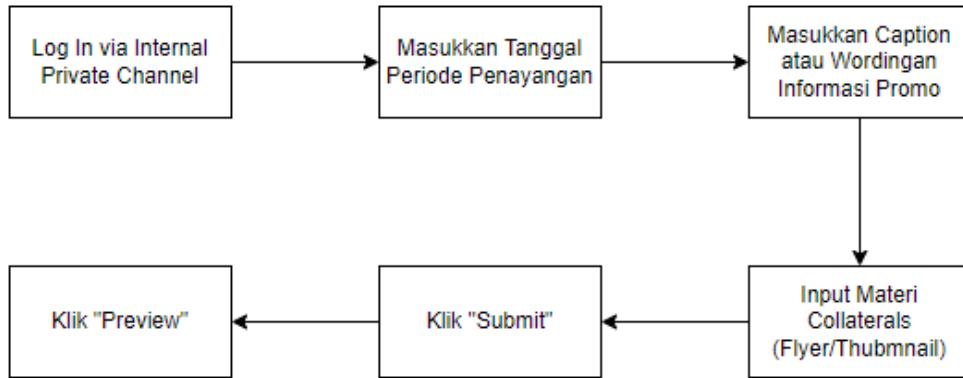 Log In via Internal
Private Channel
Masukkan Tanggal
Periode Penayangan
Masukkan Caption
atau Wordingan
Informasi Promo
Input Materi
Collaterals
(Flyer/Thubmnail)
Klik "Submit"
Klik "Preview"